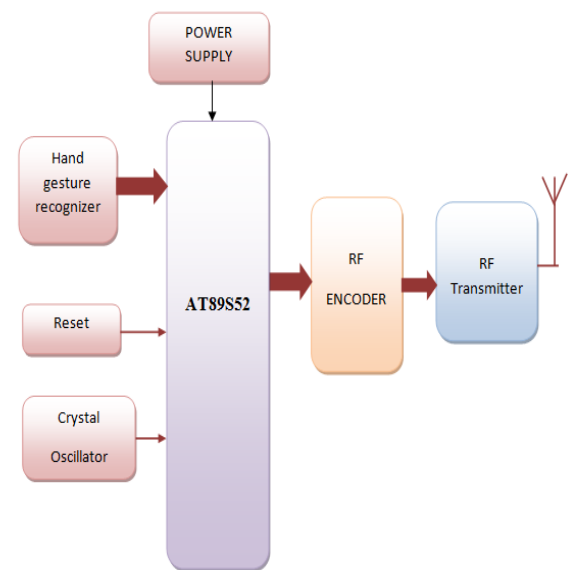 POWER
SUPPLY
Hand
gesture
recognizer
Reset
Crystal
Oscillator
AT89S52
RF
ENCODER
RF
Transmitter